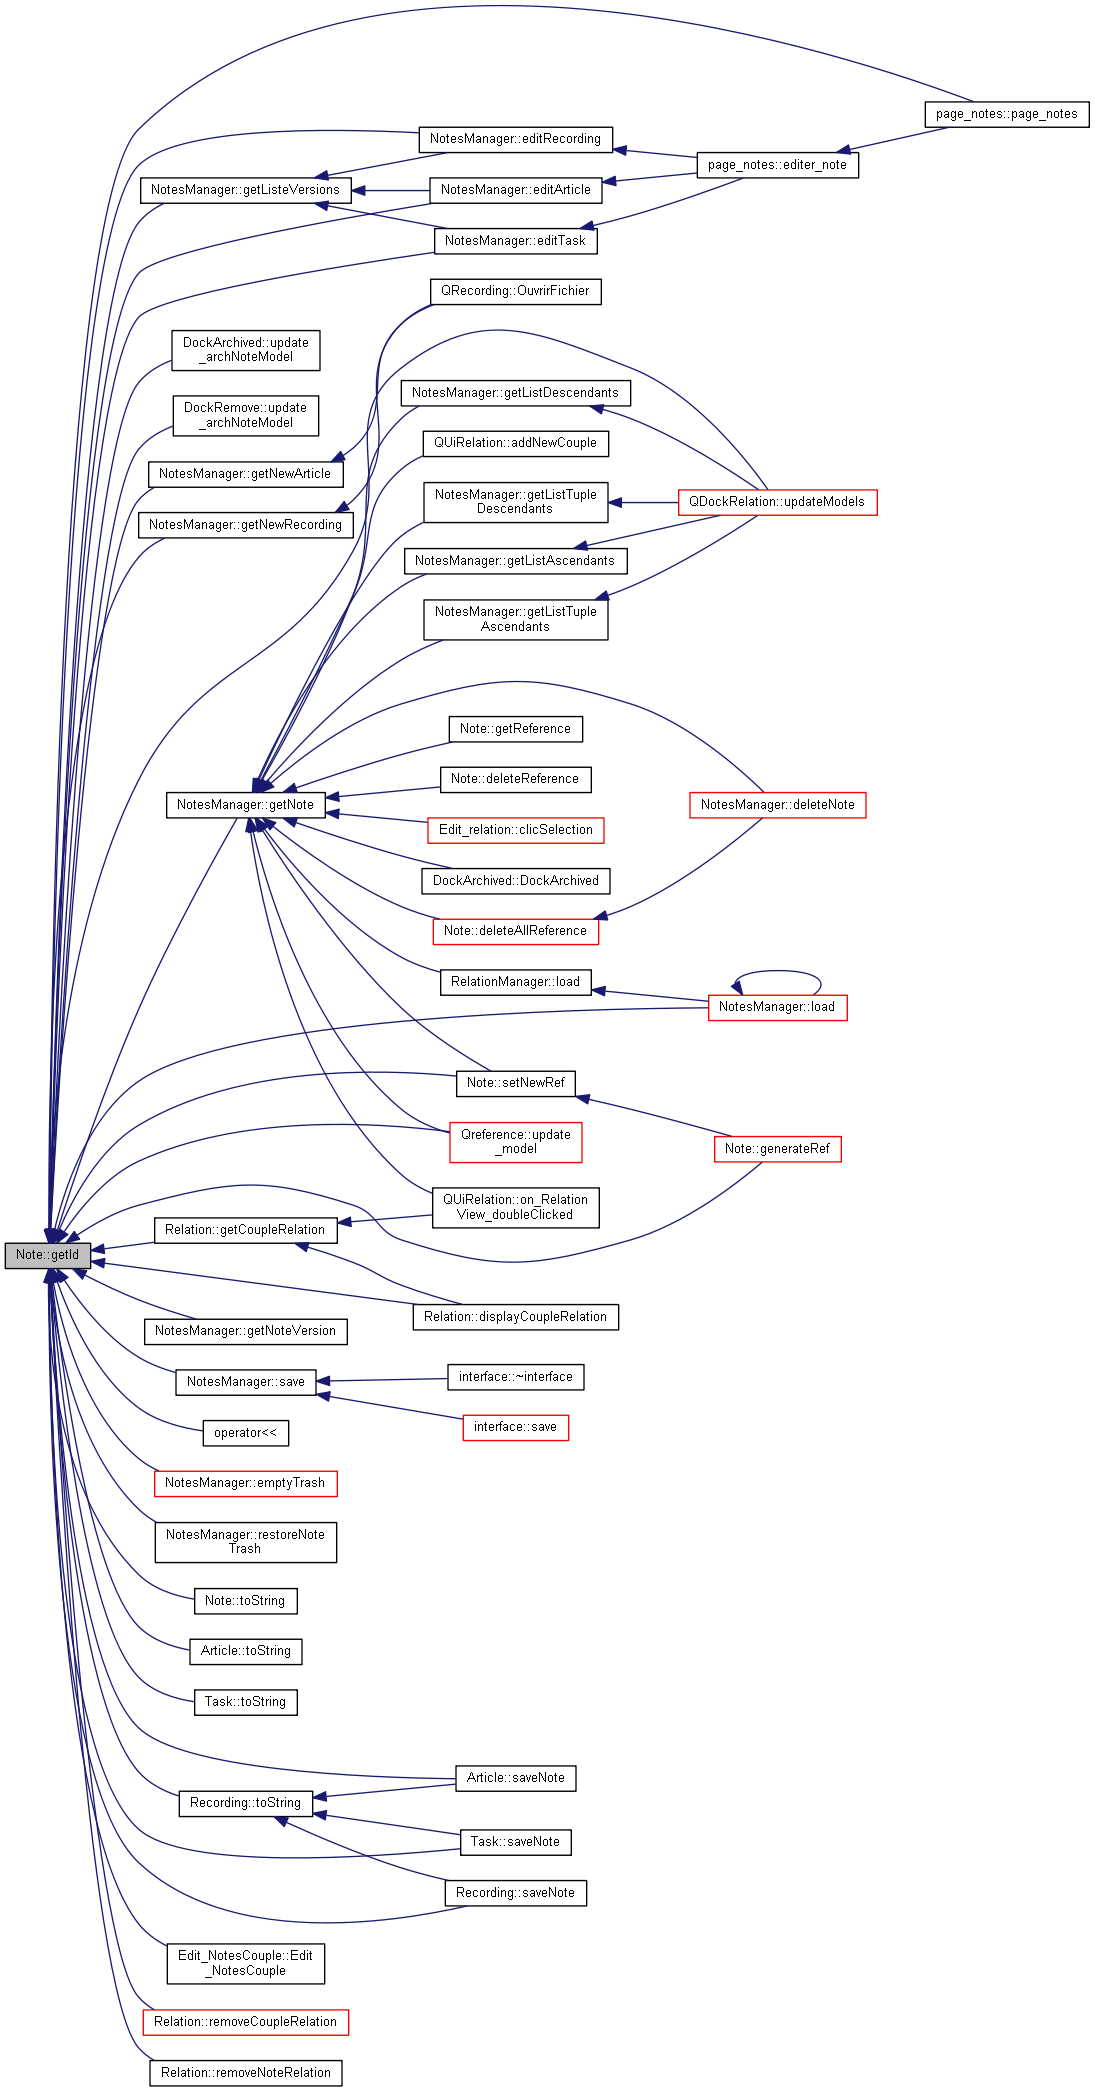 page_notes::page_notes
NotesManager::editRecording
page_notes::editer_note
NotesManager::getListeVersions
NotesManager::editArticle
NotesManager::editTask
QRecording::OuvrirFichier
DockArchived::update
_archNoteModel
NotesManager::getListDescendants
DockRemove::update
_archNoteModel
QUiRelation::addNewCouple
NotesManager::getNewArticle
NotesManager::getListTuple
Descendants
QDockRelation::updateModels
NotesManager::getNewRecording
NotesManager::getListAscendants
NotesManager::getListTuple
Ascendants
Note::getReference
Note::deleteReference
NotesManager::getNote
NotesManager::deleteNote
Edit_relation::clicSelection
DockArchived::DockArchived
Note::deleteAllReference
RelationManager::load
NotesManager::load
Note::setNewRef
Qreference::update
_model
Note::generateRef
QUiRelation::on_Relation
View_doubleClicked
Relation::getCoupleRelation
Note::getId
Relation::displayCoupleRelation
NotesManager::getNoteVersion
NotesManager::save
interface::~interface
interface::save
operator<<
NotesManager::emptyTrash
NotesManager::restoreNote
Trash
Note::toString
Article::toString
Task::toString
Article::saveNote
Recording::toString
Task::saveNote
Recording::saveNote
Edit_NotesCouple::Edit
_NotesCouple
Relation::removeCoupleRelation
Relation::removeNoteRelation